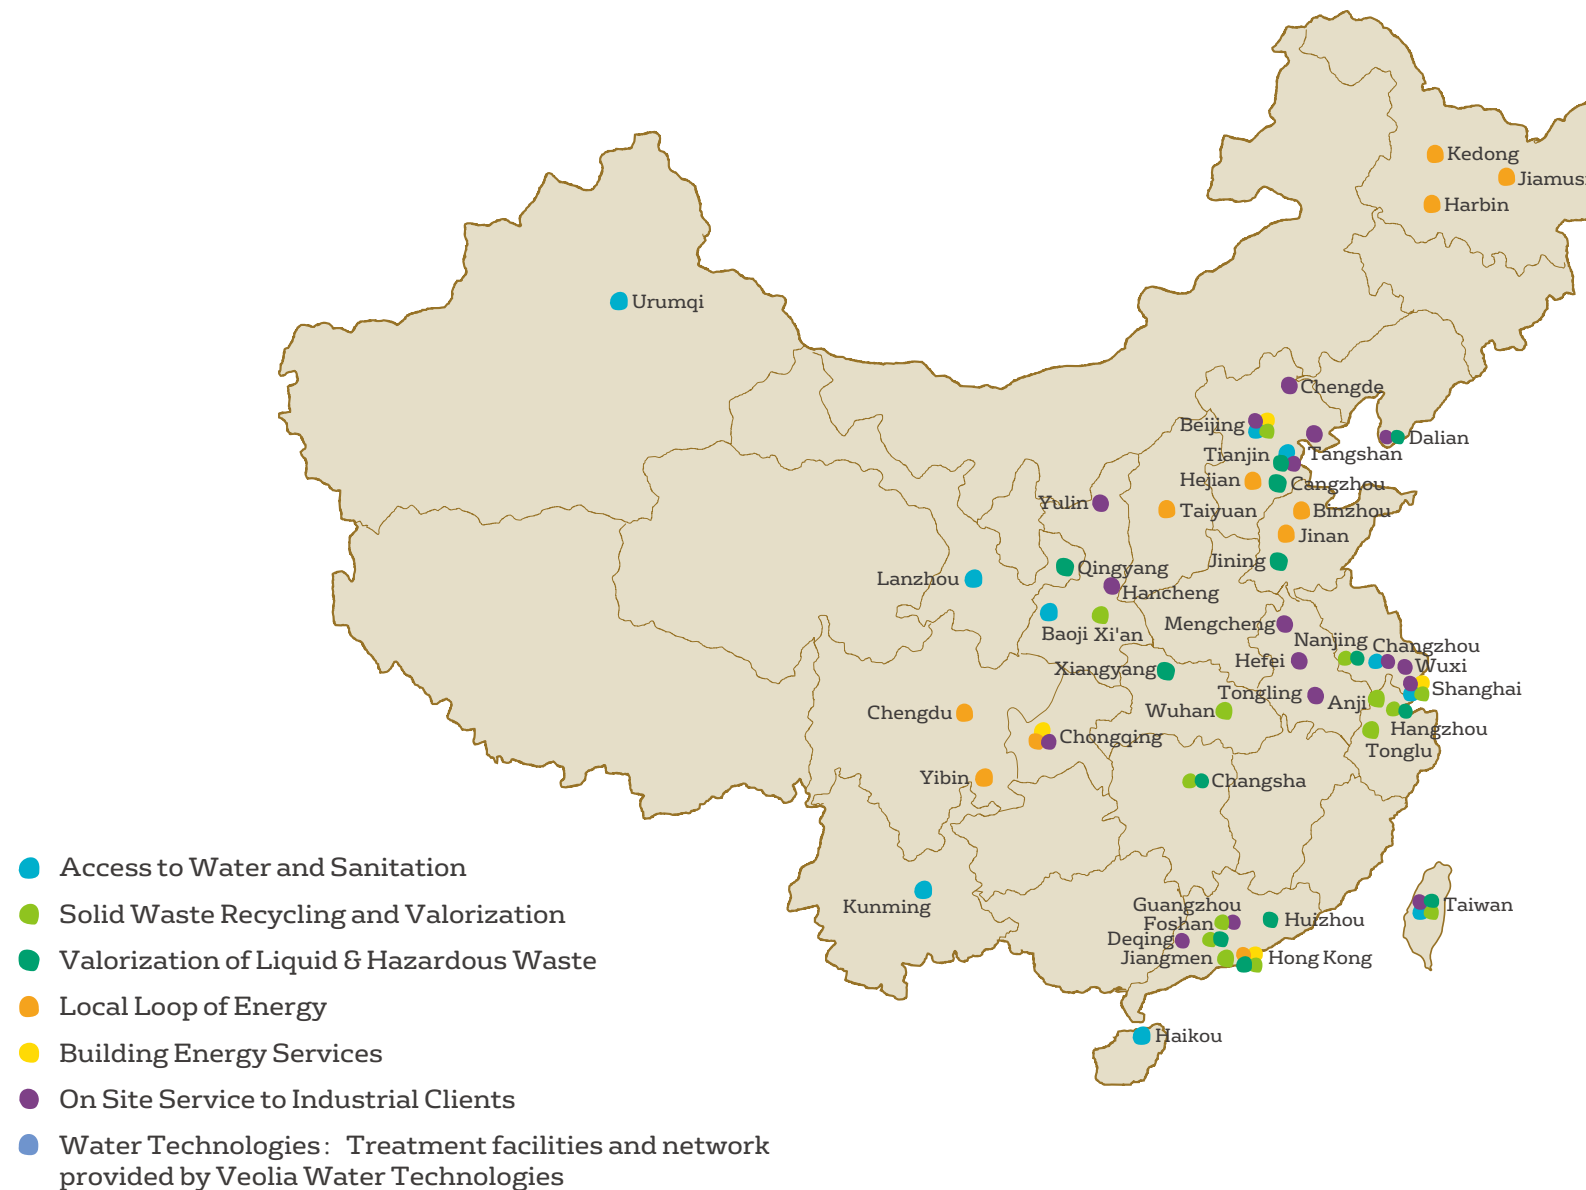 Kedong
Jiamus
Harbin
Urumqi
Chengde
Beijing
Dalian
Tianjin
Tangshan
Hejian
Cangzhou
Yulin
Taiyuan
Binzhou
Jinan
Jining
Qingyang
Lanzhou
Hancheng
Baoji
Xi'an
Mengcheng
Nanjing
Changzhou
Hefei
Wuxi
Xiangyang
Shanghai
Tongling
Anji
Chengdu
Wuhan
Hangzhou
Chongqing
Tonglu
Yibin
Changsha
Access to Water and Sanitation
Solid Waste Recycling and Valorization
Kunming
Guangzhou
Taiwan
Foshan
Huizhou
Deqing
Jiangmen
Hong Kong
Valorization of Liquid & Hazardous Waste
Local Loop of Energy
Haikou
Building Energy Services
On Site Service to Industrial Clients
Water Technologies: Treatment facilities and network
provided by Veolia Water Technologies